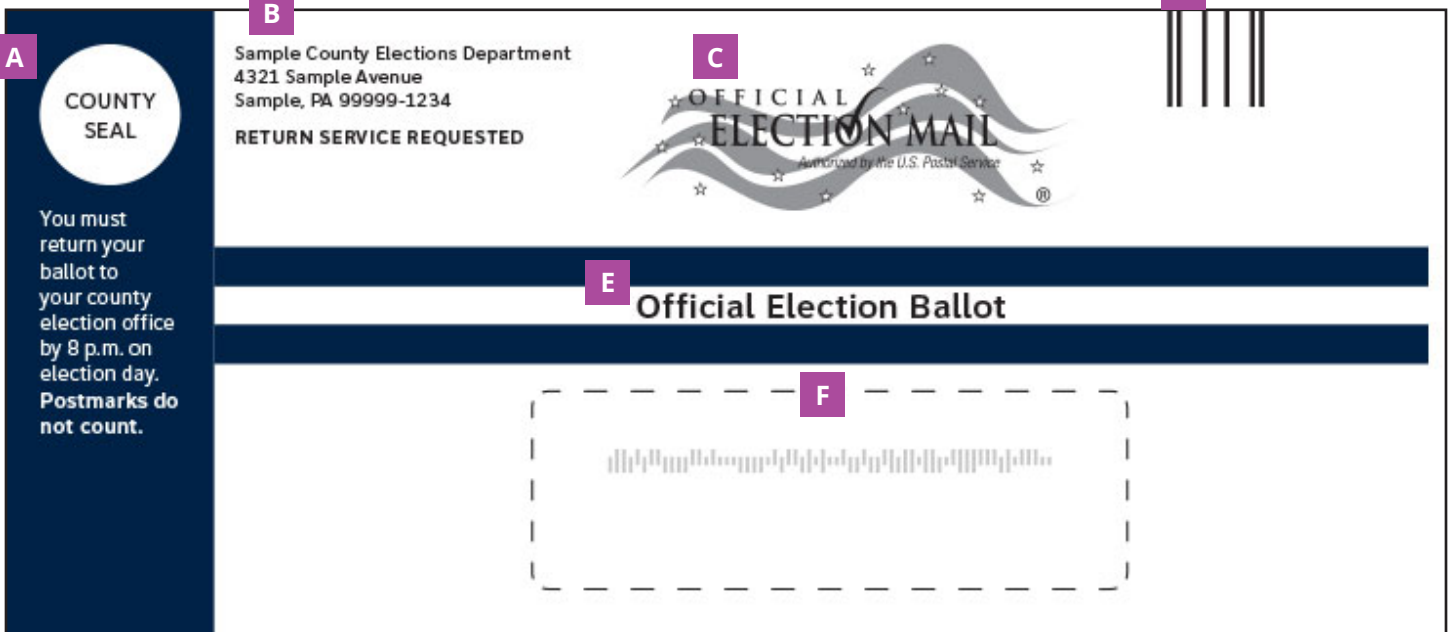 A
COUNTY
SEAL
You must
return your
ballot to
your county
election office
by 8 p.m. on
election day.
Postmarks do
not count.
B
Sample County Elections Department
4321 Sample Avenue
Sample, PA 99999-1234
RETURN SERVICE REQUESTED
C
OFFICIAL
ELECTION MAIL
Authorized by the U.S. Postal Service
®
E
Official Election Ballot
F